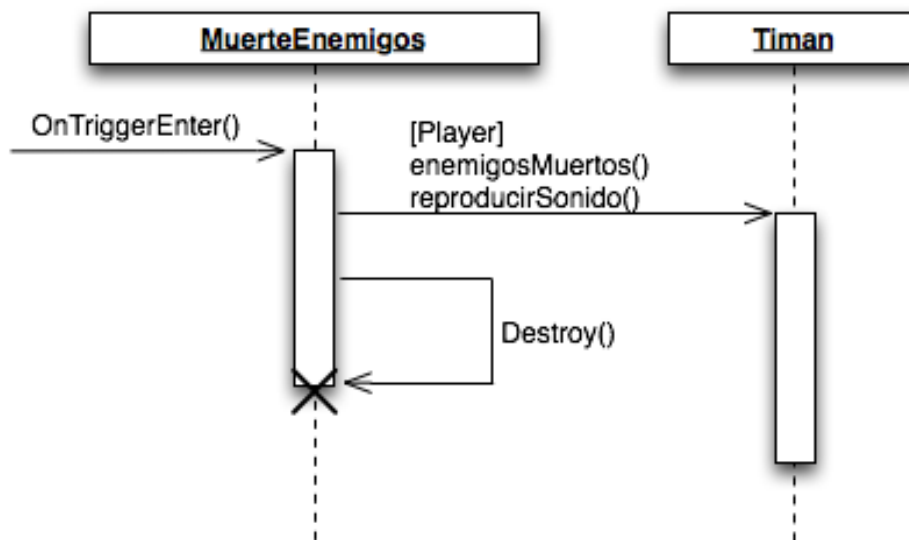 MuerteEnemigos
Timan
OnTriggerEnter()
[Player]
enemigosMuertos()
reproducirSonido()
Destroy()